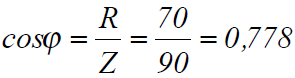 cosφ = R/Z = 70/90 = 0,778